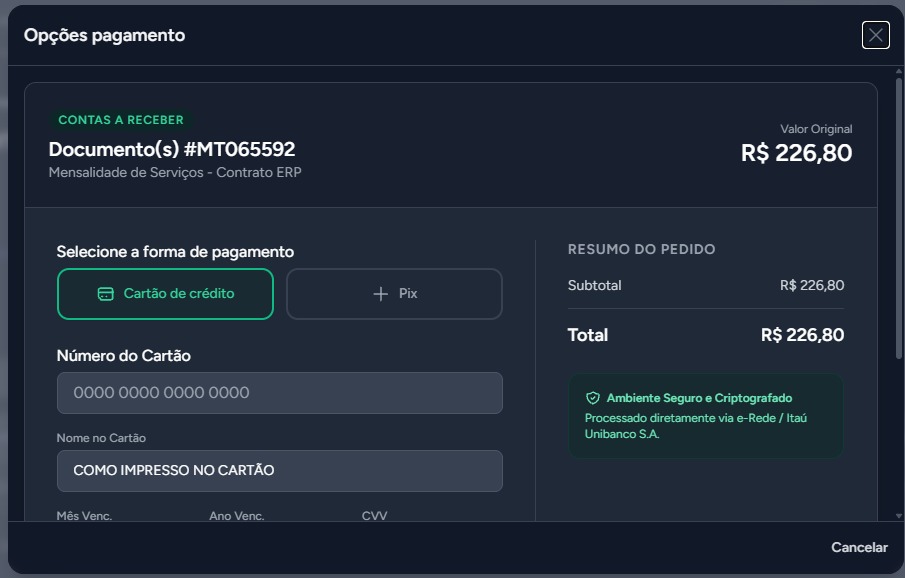 Opções pagamento
CONTAS A RECEBER
Documento(s) #MT065592
Mensalidade de Serviços - Contrato ERP
Valor Original
R$ 226,80
Selecione a forma de pagamento
Cartão de crédito
Pix
Número do Cartão
0000 0000 0000 0000
Nome no Cartão
COMO IMPRESSO NO CARTÃO
Mês Venc. Ano Venc. CVV
RESUMO DO PEDIDO
Subtotal R$ 226,80
Total R$ 226,80
Ambiente Seguro e Criptografado
Processado diretamente via e-Rede / Itaú
Unibanco S.A.
Cancelar